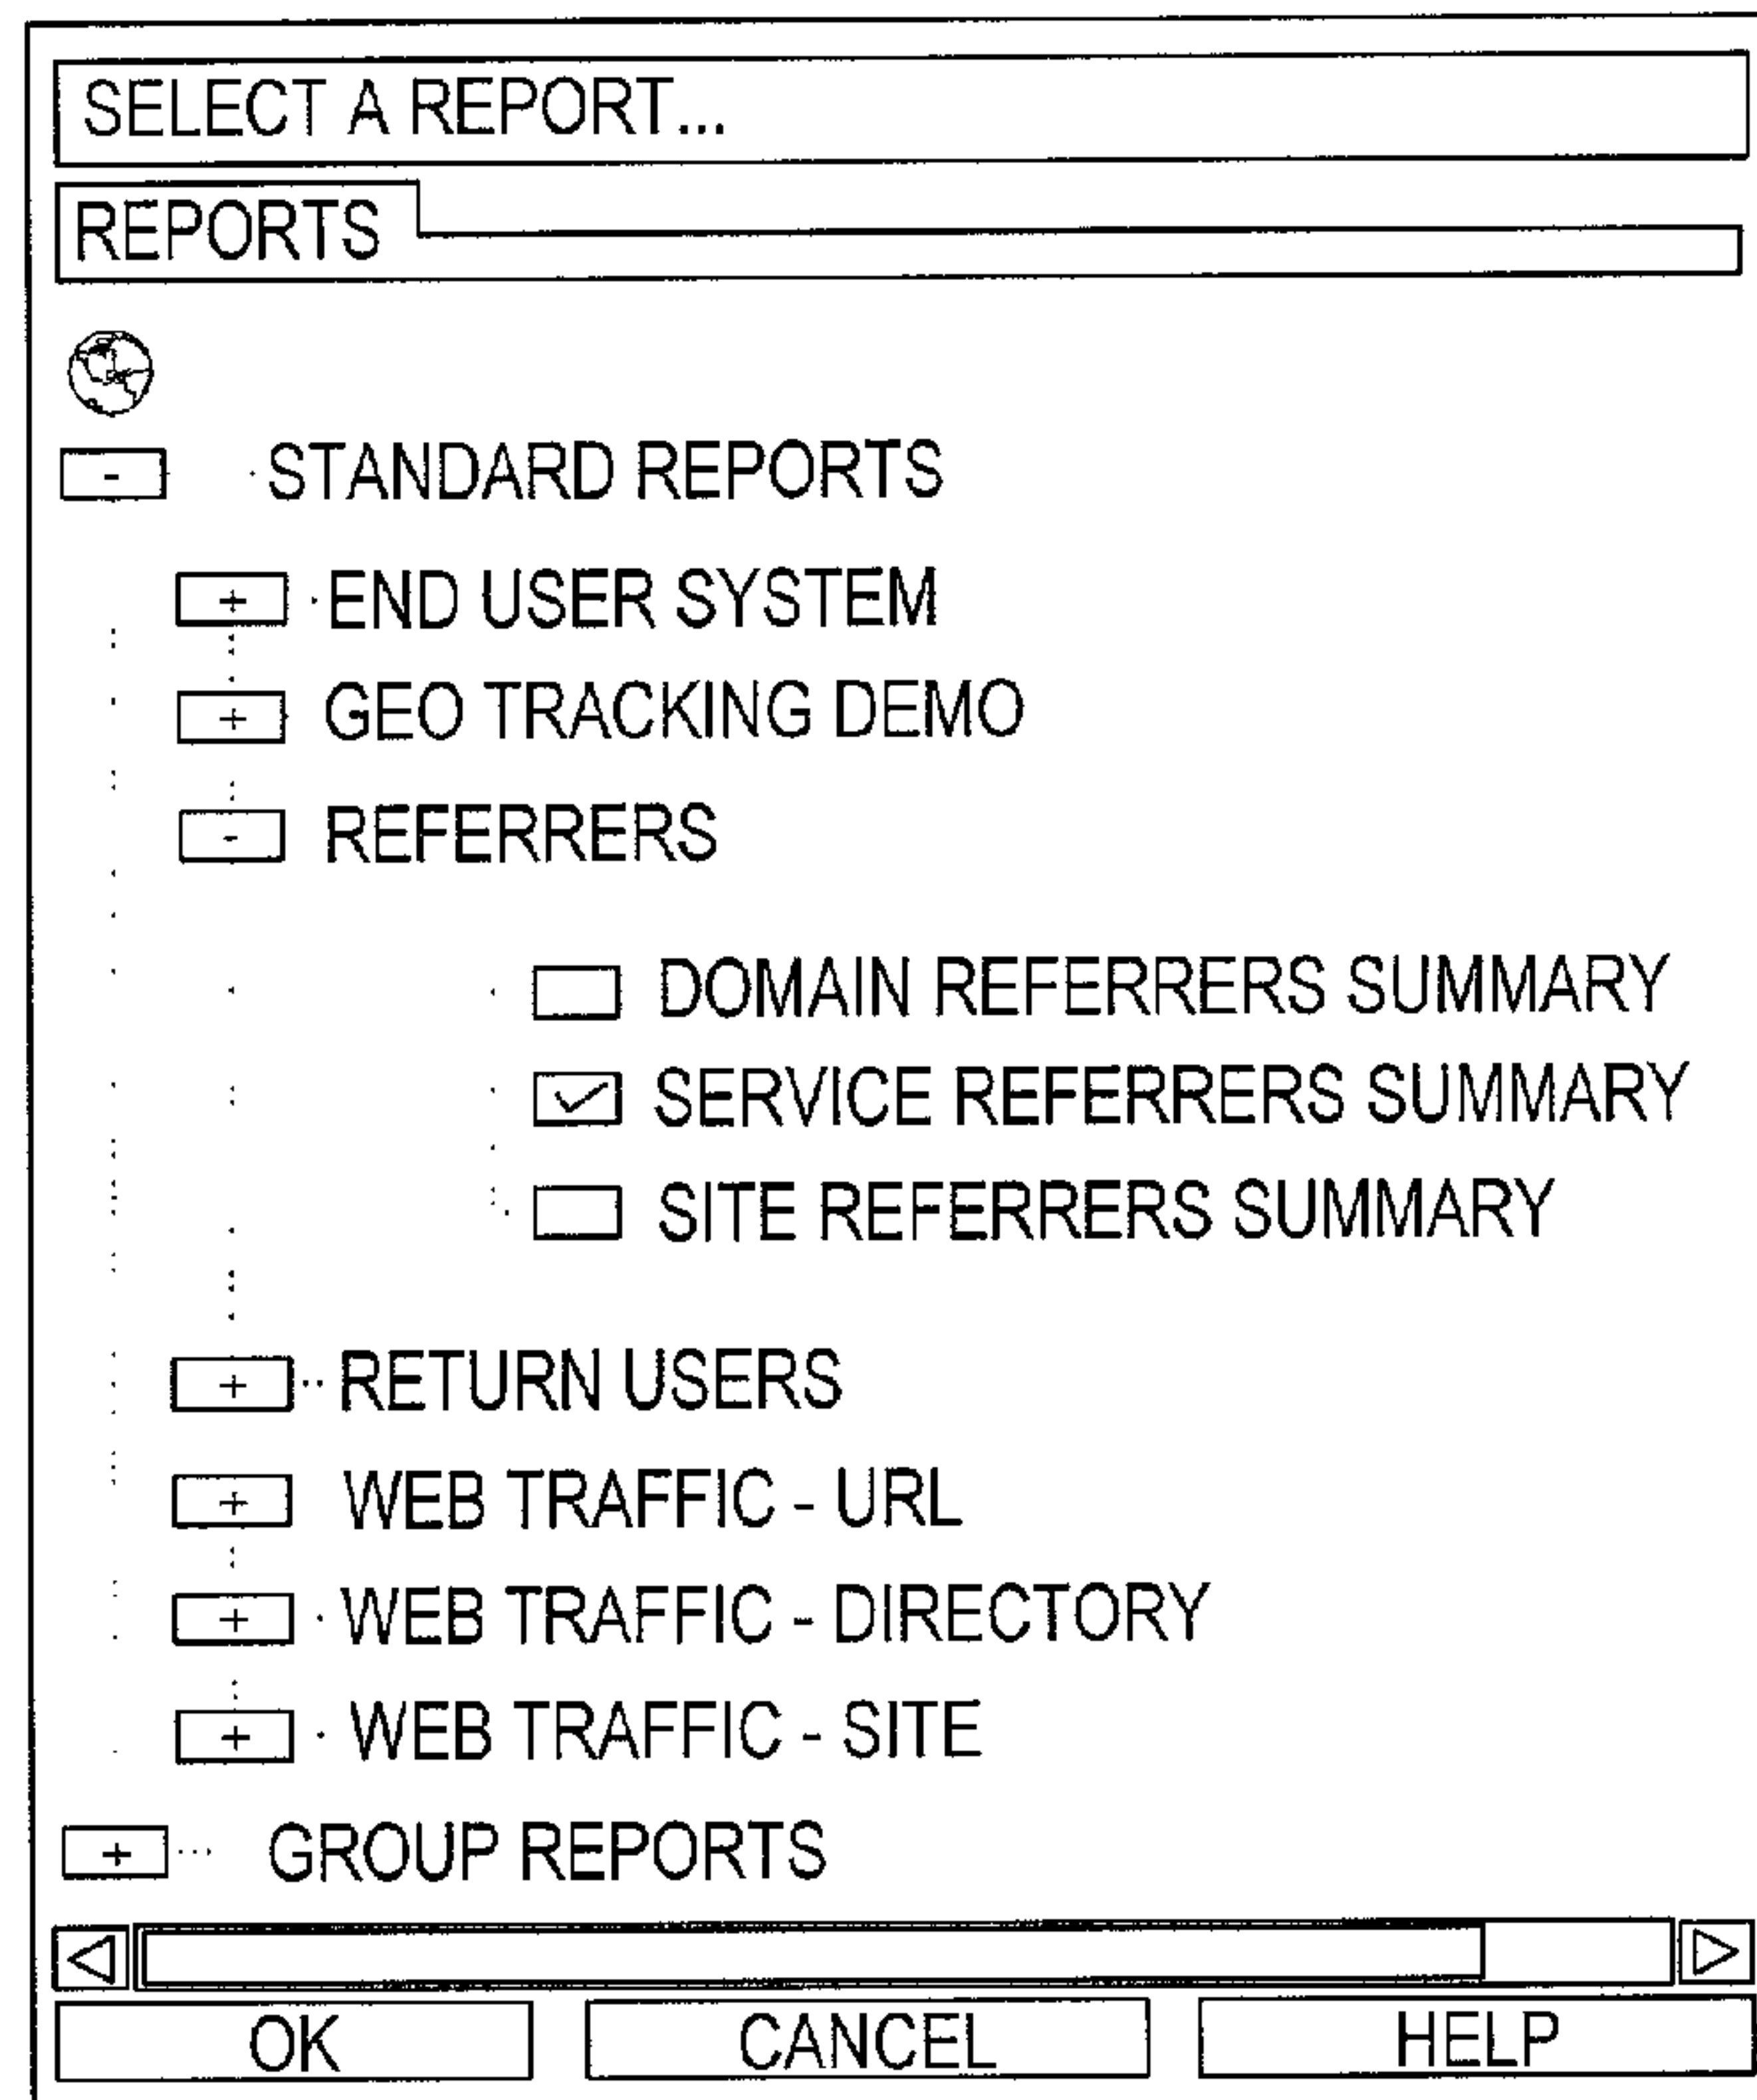 SELECT A REPORT...
REPORTS
- STANDARD REPORTS
+ END USER SYSTEM
+ GEO TRACKING DEMO
- REFERRERS
DOMAIN REFERRERS SUMMARY
SERVICE REFERRERS SUMMARY
SITE REFERRERS SUMMARY
+ RETURN USERS
+ WEB TRAFFIC - URL
+ WEB TRAFFIC - DIRECTORY
+ WEB TRAFFIC - SITE
+ GROUP REPORTS
OK CANCEL HELP